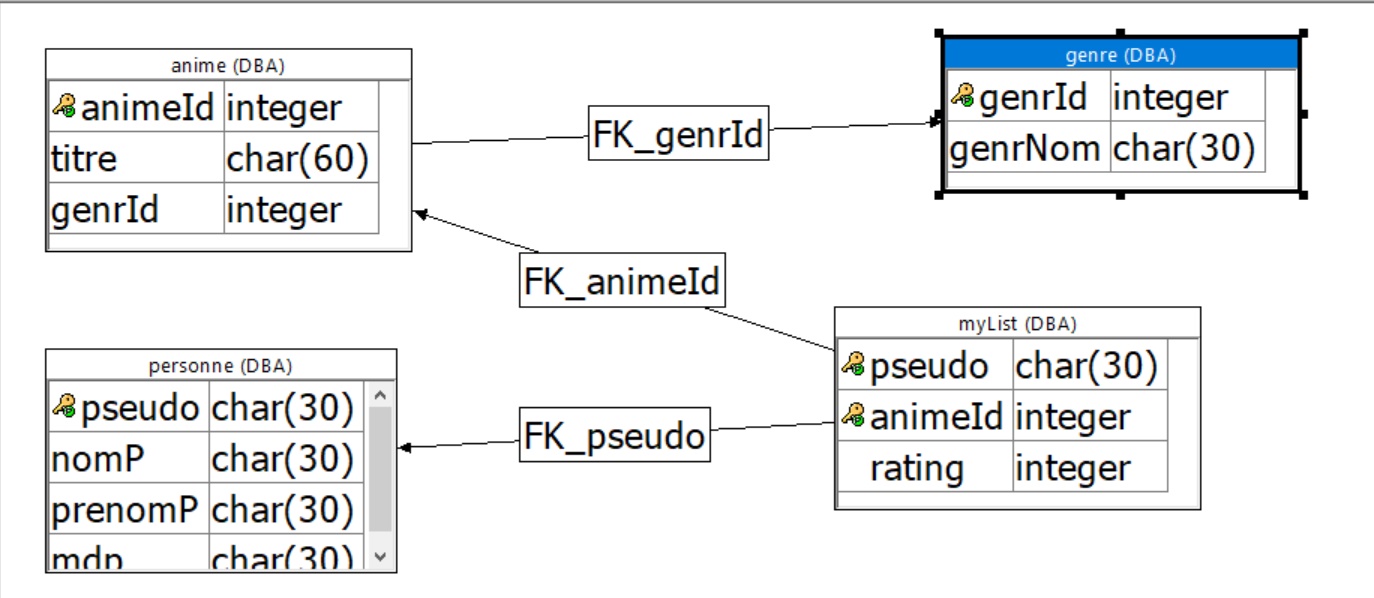 anime (DBA)
animeId integer
titre char(60)
genrId integer
FK_genrId
genre (DBA)
genrId integer
genrNom char(30)
FK_animeId
myList (DBA)
pseudo char(30)
animeId integer
rating integer
personne (DBA)
pseudo char(30)
nomP char(30)
prenomP char(30)
mdp char(30)
FK_pseudo